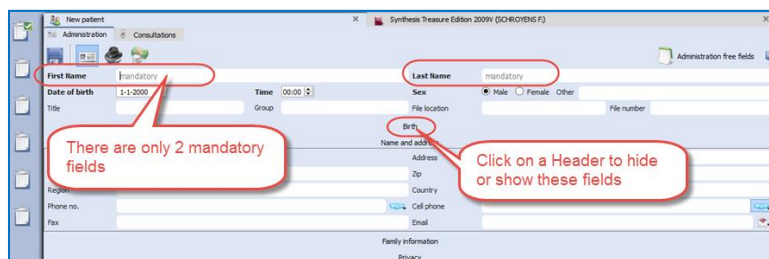 New patient
Synthesis Treasure Edition 2009V (SCHROYENS F.)
Administration Consultations
Administration free fields
First Name mandatory Last Name mandatory
Date of birth 1-1-2000 Time 00:00 Sex Male Female Other
Title Group File location File number
Birth
Name and address
There are only 2 mandatory
fields
Click on a Header to hide
or show these fields
Address
Zip
Region Country
Phone no. Cell phone
Fax Email
Family information
Privacy